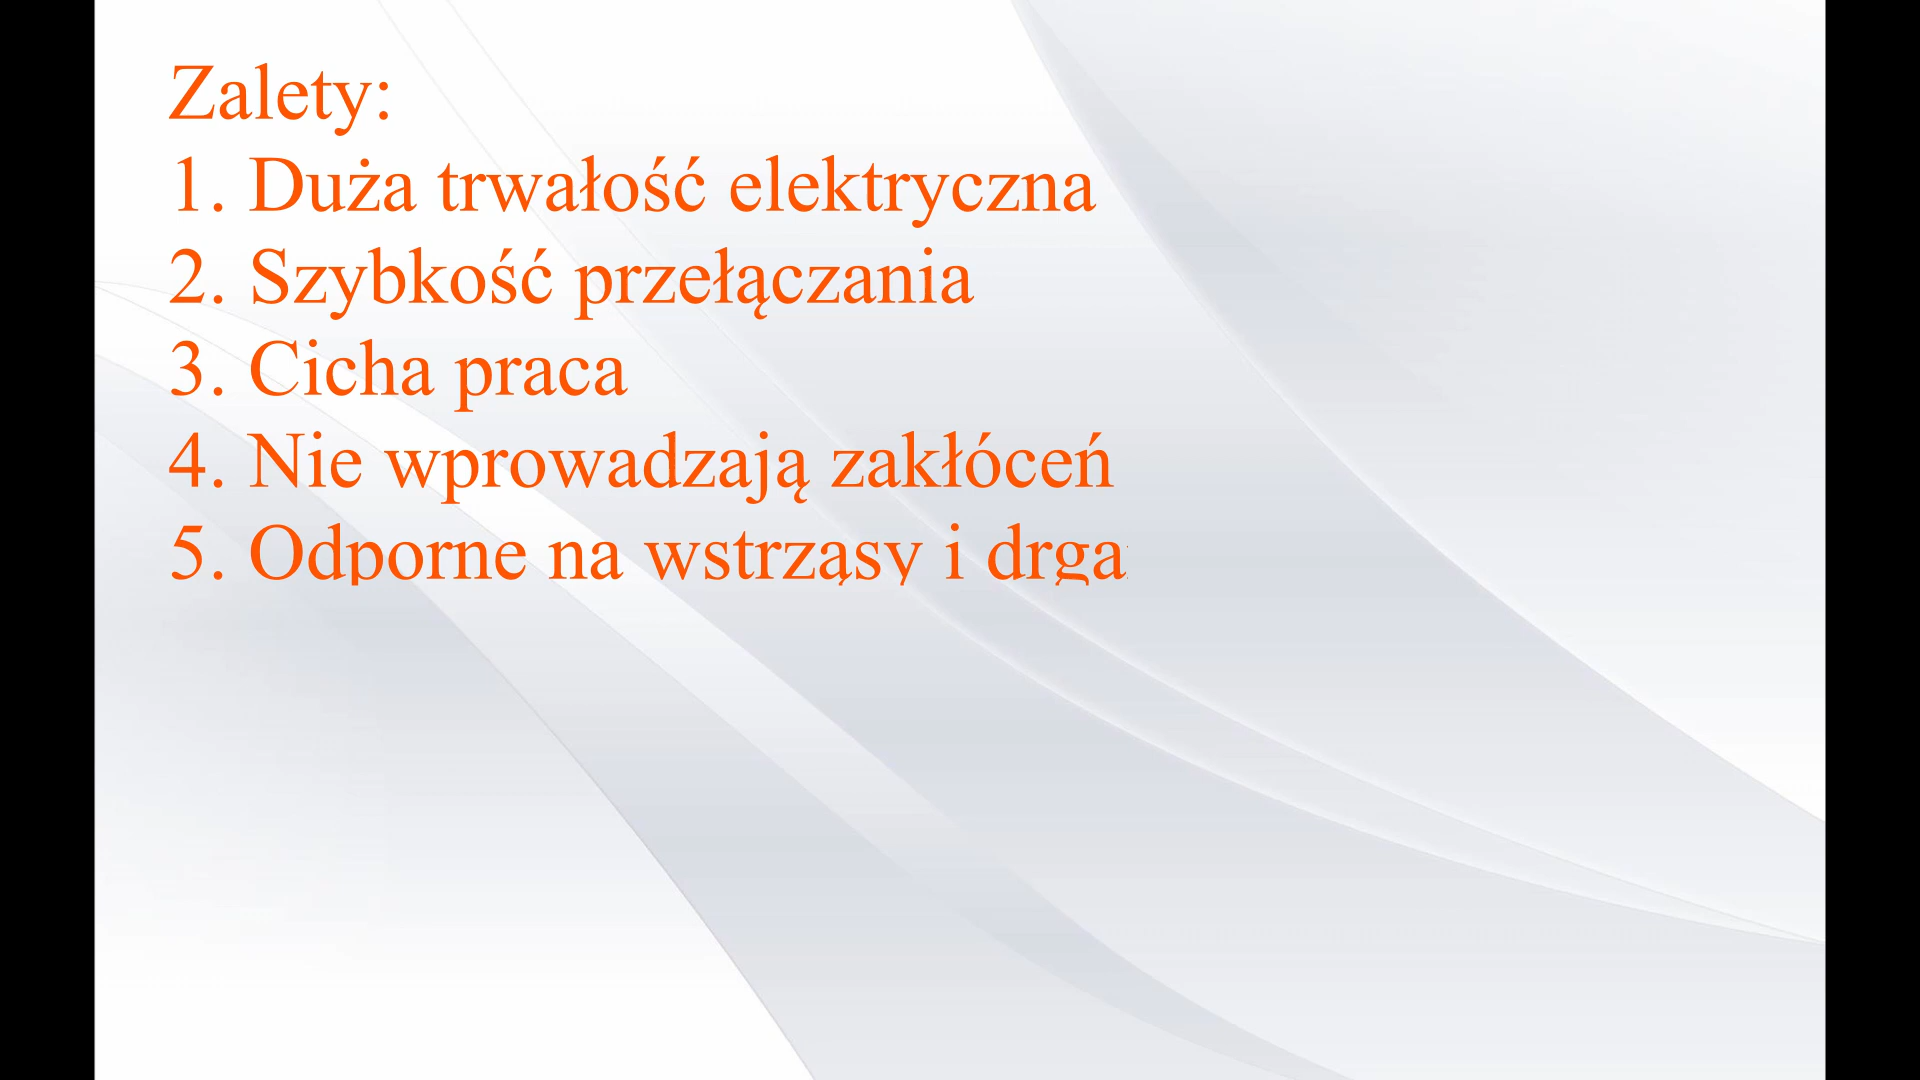 Zalety:
1. Duża trwałość elektryczna
2. Szybkość przełączania
3. Cicha praca
4. Nie wprowadzają zakłóceń
5. Odporne na wstrząsy i